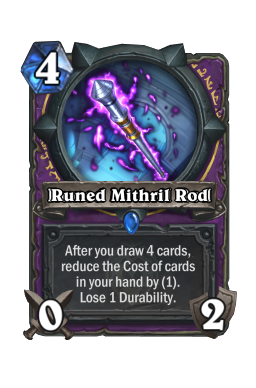 4
Runed Mithril Rod
After you draw 4 cards,
reduce the Cost of cards
in your hand by (1).
Lose 1 Durability.
0
2